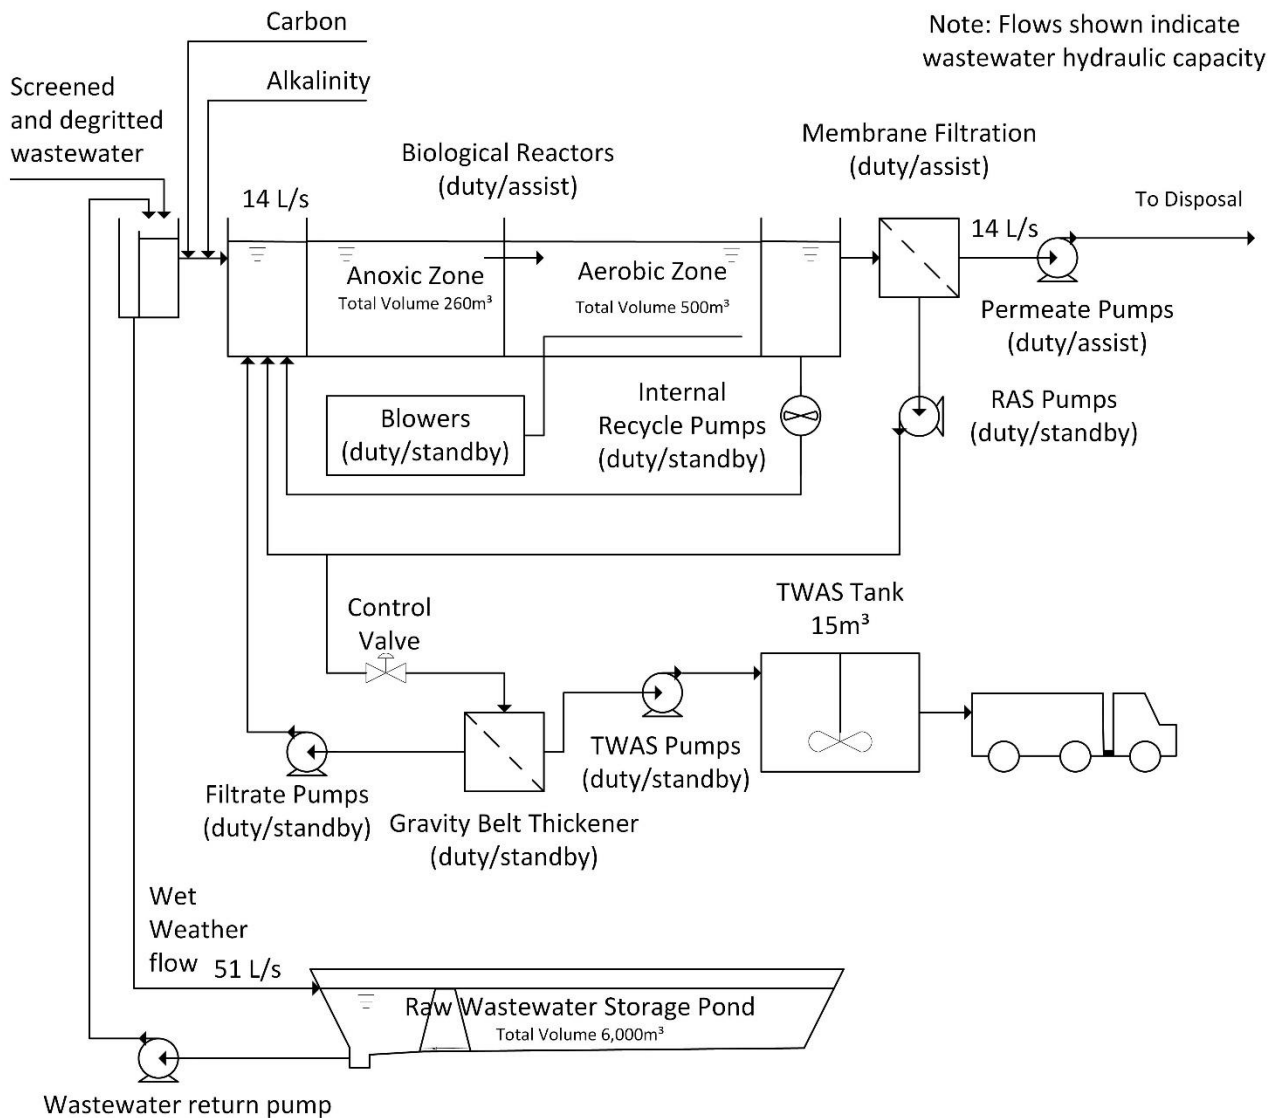 Carbon
Note: Flows shown indicate
wastewater hydraulic capacity
Alkalinity
Screened
and degritted
wastewater
Biological Reactors
(duty/assist)
Membrane Filtration
(duty/assist)
14 L/s
To Disposal
14 L/s
Anoxic Zone
Total Volume 260m³
Aerobic Zone
Total Volume 500m³
Permeate Pumps
(duty/assist)
Blowers
(duty/standby)
Internal
Recycle Pumps
(duty/standby)
RAS Pumps
(duty/standby)
Control
Valve
TWAS Tank
15m³
TWAS Pumps
(duty/standby)
Filtrate Pumps
(duty/standby)
Gravity Belt Thickener
(duty/standby)
Wet
Weather
flow
51 L/s
Raw Wastewater Storage Pond
Total Volume 6,000m³
Wastewater return pump